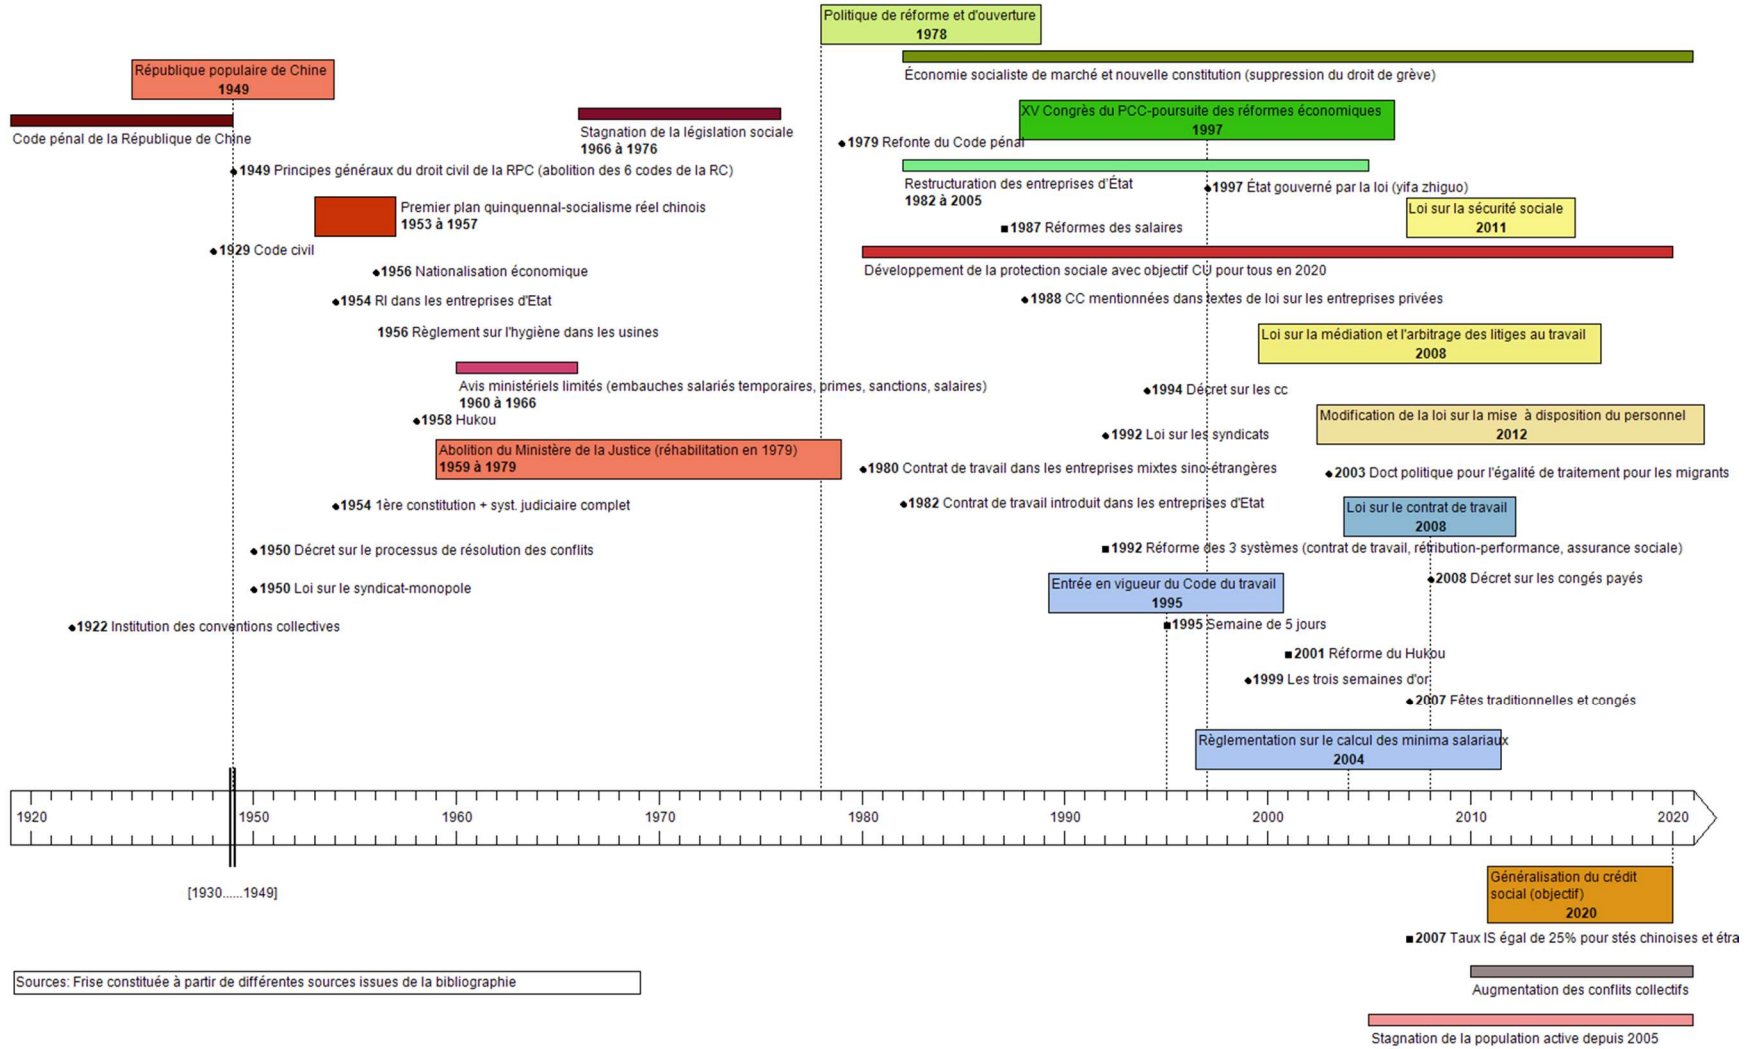 Politique de réforme et d'ouverture
1978
République populaire de Chine
1949
Économie socialiste de marché et nouvelle constitution (suppression du droit de grève)
Code pénal de la République de Chine
Stagnation de la législation sociale
1966 à 1976
XV Congrès du PCC-poursuite des réformes économiques
1997
1979 Refonte du Code pénal
1949 Principes généraux du droit civil de la RPC (abolition des 6 codes de la RC)
Restructuration des entreprises d'État
1982 à 2005
1997 État gouverné par la loi (yifa zhiguo)
Premier plan quinquennal-socialisme réel chinois
1953 à 1957
Loi sur la sécurité sociale
2011
1987 Réformes des salaires
1929 Code civil
1956 Nationalisation économique
Développement de la protection sociale avec objectif CU pour tous en 2020
1954 RI dans les entreprises d'Etat
1988 CC mentionnées dans textes de loi sur les entreprises privées
1956 Règlement sur l'hygiène dans les usines
Loi sur la médiation et l'arbitrage des litiges au travail
2008
Avis ministériels limités (embauches salariés temporaires, primes, sanctions, salaires)
1960 à 1966
1994 Décret sur les cc
1958 Hukou
Modification de la loi sur la mise à disposition du personnel
2012
1992 Loi sur les syndicats
Abolition du Ministère de la Justice (réhabilitation en 1979)
1959 à 1979
1980 Contrat de travail dans les entreprises mixtes sino-étrangères
2003 Doct politique pour l'égalité de traitement pour les migrants
1954 1ère constitution + syst. judiciaire complet
1982 Contrat de travail introduit dans les entreprises d'Etat
Loi sur le contrat de travail
2008
1950 Décret sur le processus de résolution des conflits
1992 Réforme des 3 systèmes (contrat de travail, rétribution-performance, assurance sociale)
1950 Loi sur le syndicat-monopole
Entrée en vigueur du Code du travail
1995
2008 Décret sur les congés payés
1922 Institution des conventions collectives
1995 Semaine de 5 jours
2001 Réforme du Hukou
1999 Les trois semaines d'or
2007 Fêtes traditionnelles et congés
Règlementation sur le calcul des minima salariaux
2004
1920 1950 1960 1970 1980 1990 2000 2010 2020
[1930......1949]
Généralisation du crédit
social (objectif)
2020
2007 Taux IS égal de 25% pour stés chinoises et étra
Sources: Frise constituée à partir de différentes sources issues de la bibliographie
Augmentation des conflits collectifs
Stagnation de la population active depuis 2005